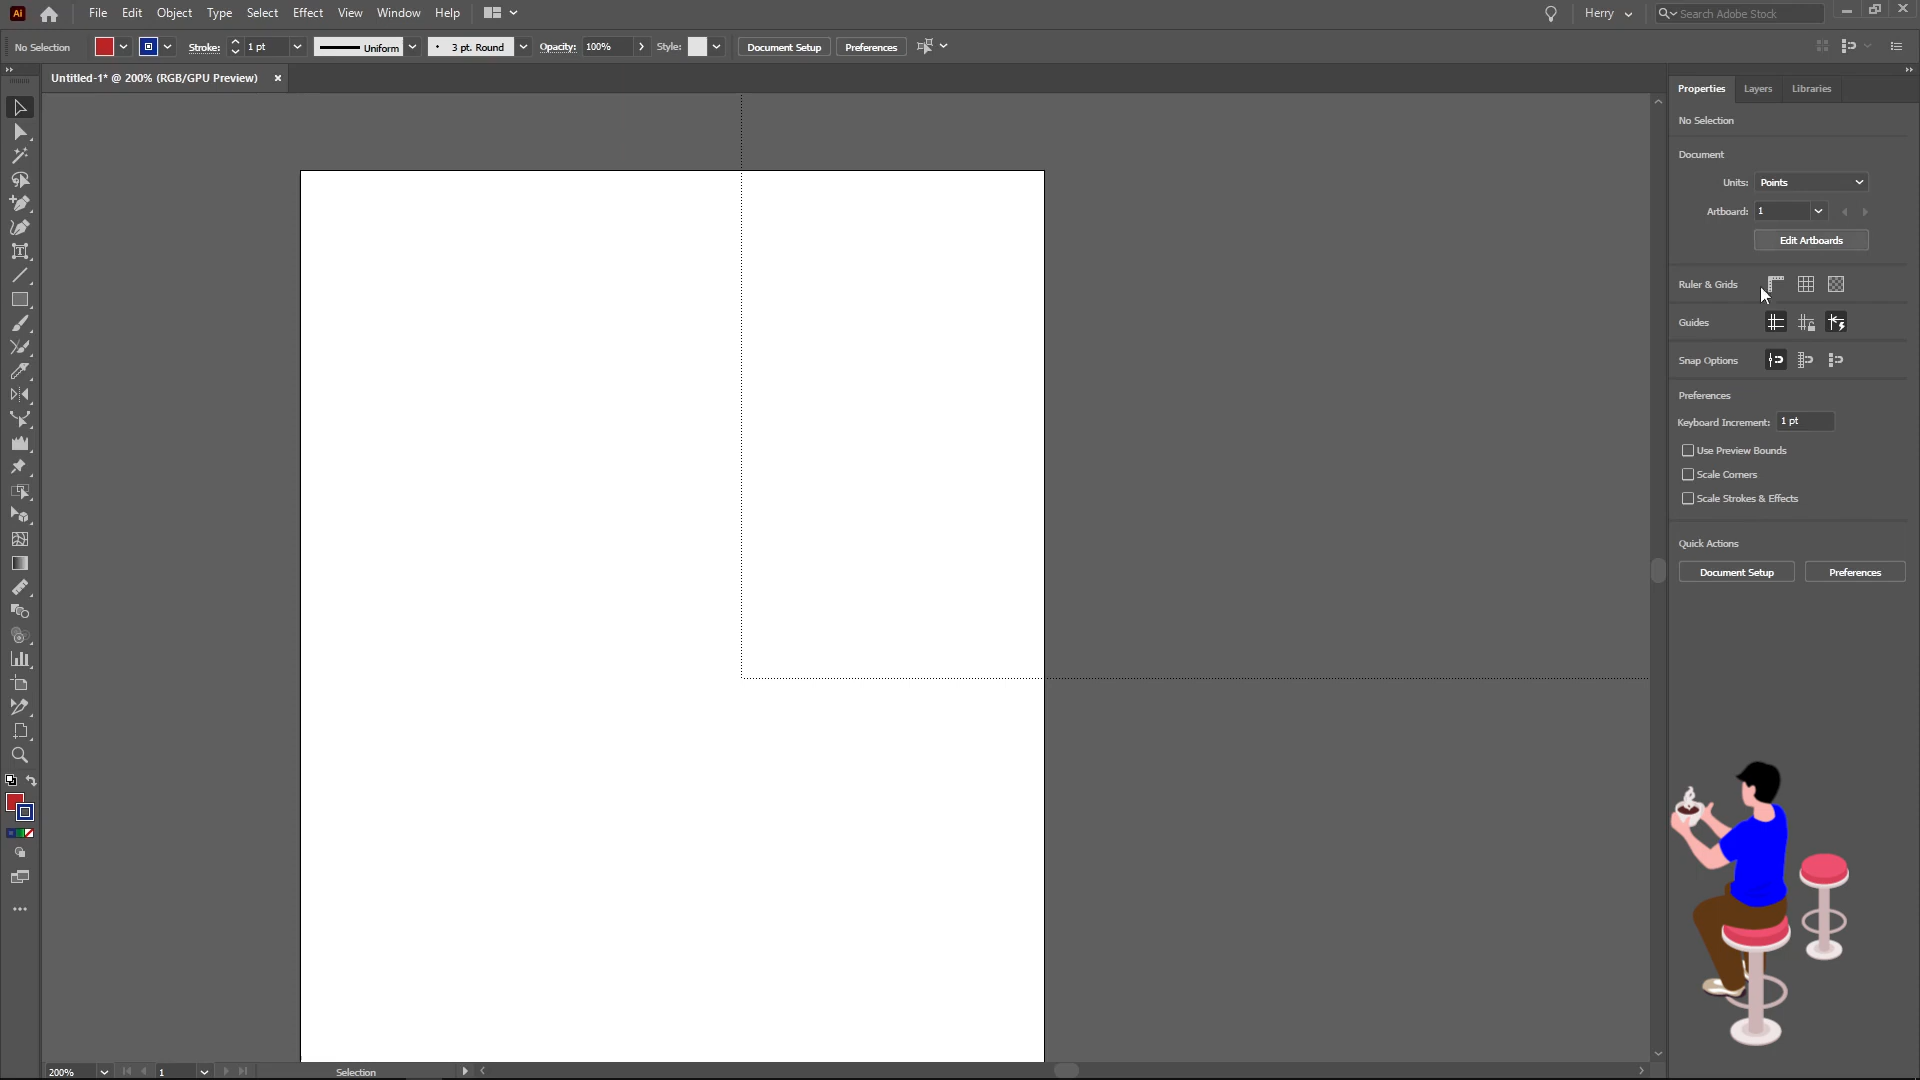 Ai File Edit Object Type Select Effect View Window Help Herry Search Adobe Stock
No Selection Stroke: 1 pt Uniform 3 pt. Round Opacity: 100% Style: Document Setup Preferences
Untitled-1* @ 200% (RGB/GPU Preview)
Properties Layers Libraries
No Selection
Document
Units: Points
Artboard: 1
Edit Artboards
Ruler & Grids
Guides
Snap Options
Preferences
Keyboard Increment: 1 pt
Use Preview Bounds
Scale Corners
Scale Strokes & Effects
Quick Actions
Document Setup Preferences
200% 1 Selection